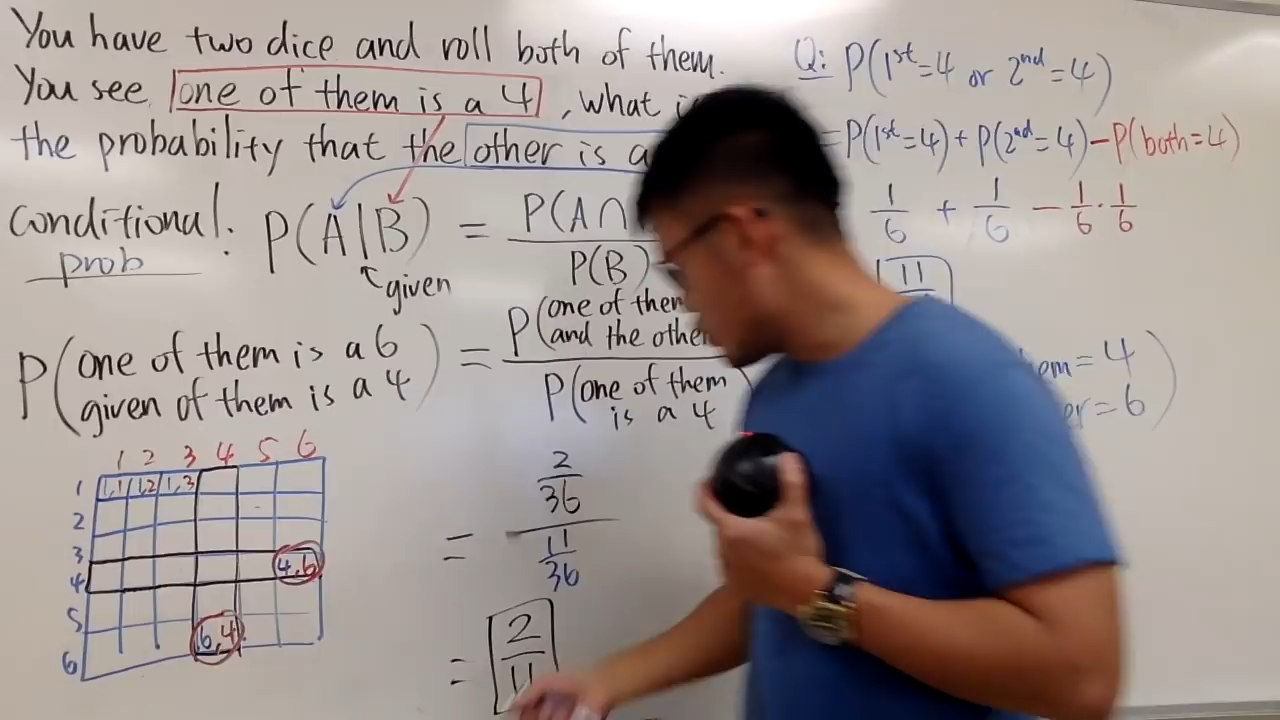 You have two dice and roll both of them.
You see one of them is a 4, what
the probability that the other is a
conditional prob: P(A|B) = P(A∩ / P(B)
given
P(one of them is a 6 given of them is a 4) = P(one of them and the other / P(one of them is a 4
1 2 3 4 5 6
1 1,1 1,2 1,3
2
3
4 4,6
5
6 6,4
= 2/36 / 11/36
= 2/11
Q: P(1st=4 or 2nd=4)
=P(1st=4)+P(2nd=4)-P(both=4)
1/6 + 1/6 - 1/6·1/6
11
= 4
= 6)